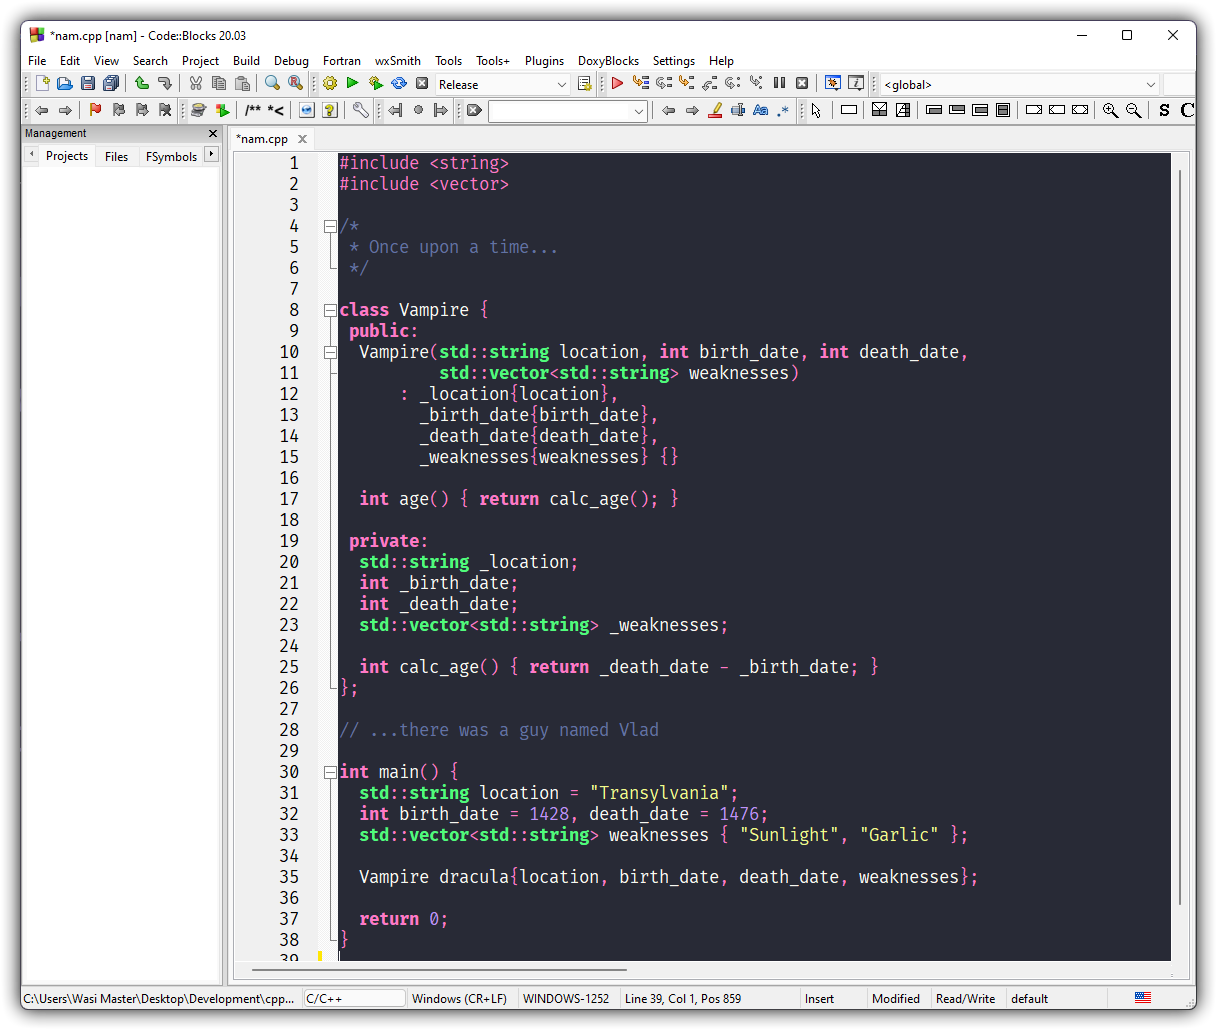 *nam.cpp [nam] - Code::Blocks 20.03
File Edit View Search Project Build Debug Fortran wxSmith Tools Tools+ Plugins DoxyBlocks Settings Help
Release <global>
/** *< Aa .* S C
Management
Projects Files FSymbols
*nam.cpp
1 #include <string>
2 #include <vector>
3
4 /*
5  * Once upon a time...
6  */
7
8 class Vampire {
9  public:
10   Vampire(std::string location, int birth_date, int death_date,
11           std::vector<std::string> weaknesses)
12       : _location{location},
13         _birth_date{birth_date},
14         _death_date{death_date},
15         _weaknesses{weaknesses} {}
16
17   int age() { return calc_age(); }
18
19  private:
20   std::string _location;
21   int _birth_date;
22   int _death_date;
23   std::vector<std::string> _weaknesses;
24
25   int calc_age() { return _death_date - _birth_date; }
26 };
27
28 // ...there was a guy named Vlad
29
30 int main() {
31   std::string location = "Transylvania";
32   int birth_date = 1428, death_date = 1476;
33   std::vector<std::string> weaknesses { "Sunlight", "Garlic" };
34
35   Vampire dracula{location, birth_date, death_date, weaknesses};
36
37   return 0;
38 }
39
C:\Users\Wasi Master\Desktop\Development\cpp... C/C++ Windows (CR+LF) WINDOWS-1252 Line 39, Col 1, Pos 859 Insert Modified Read/Write default